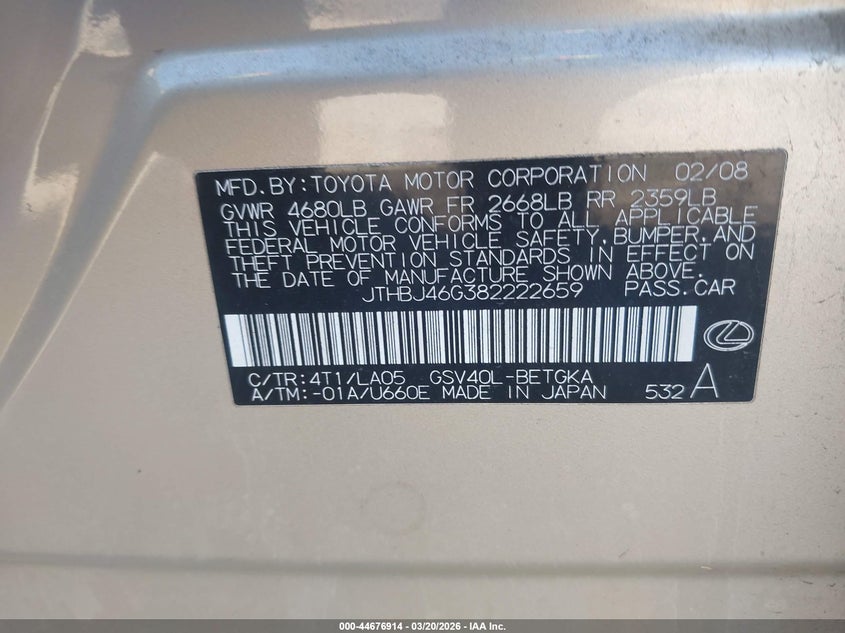 MFD.BY:TOYOTA MOTOR CORPORATION 02/08
GVWR 4680LB GAWR FR 2668LB RR 2359LB
THIS VEHICLE CONFORMS TO ALL APPLICABLE
FEDERAL MOTOR VEHICLE SAFETY,BUMPER,AND
THEFT PREVENTION STANDARDS IN EFFECT ON
THE DATE OF MANUFACTURE SHOWN ABOVE.
JTHBJ46G382222659 PASS.CAR
C/TR:4T1/LA05 GSV40L-BETGKA
A/TM:-01A/U660E MADE IN JAPAN 532 A
000-44676914 - 03/20/2026 - IAA Inc.